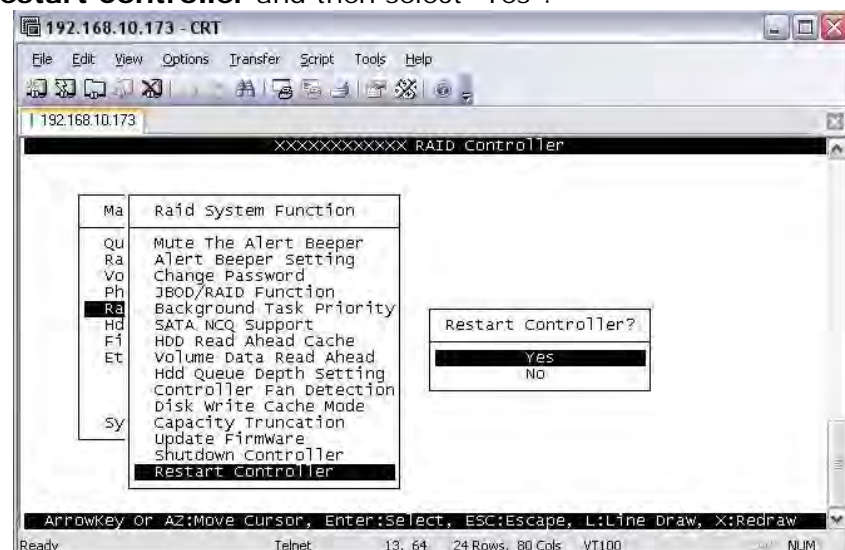 start controller and then select "Yes".
192.168.10.173 - CRT
File Edit View Options Transfer Script Tools Help
192.168.10.173
XXXXXXXXXXXX RAID Controller
Ma
Qu
Ra
Vo
Ph
Ra
Hd
Fi
Et
Sy
Raid System Function
Mute The Alert Beeper
Alert Beeper Setting
Change Password
JBOD/RAID Function
Background Task Priority
SATA NCQ Support
HDD Read Ahead Cache
Volume Data Read Ahead
Hdd Queue Depth Setting
Controller Fan Detection
Disk Write Cache Mode
Capacity Truncation
Update Firmware
Shutdown Controller
Restart Controller
Restart Controller?
Yes
No
ArrowKey Or AZ:Move Cursor, Enter:Select, ESC:Escape, L:Line Draw, X:Redraw
Ready Telnet 13, 64 24 Rows, 80 Cols VT100 NUM